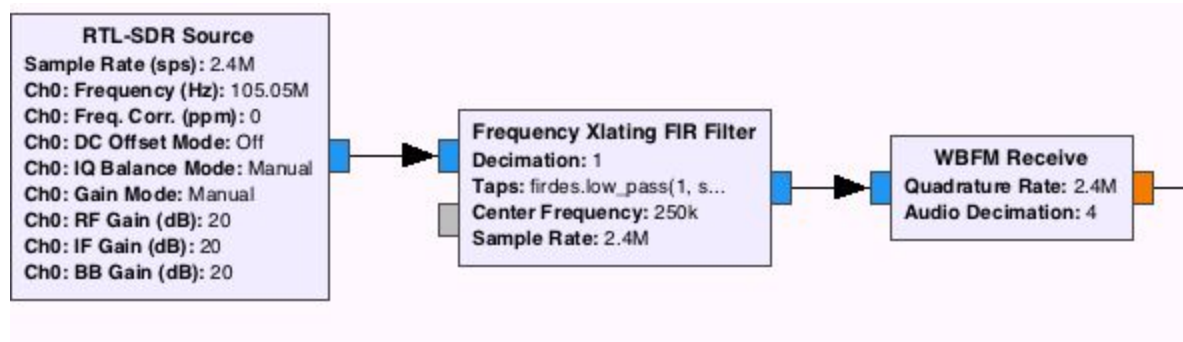 RTL-SDR Source
Sample Rate (sps): 2.4M
Ch0: Frequency (Hz): 105.05M
Ch0: Freq. Corr. (ppm): 0
Ch0: DC Offset Mode: Off
Ch0: IQ Balance Mode: Manual
Ch0: Gain Mode: Manual
Ch0: RF Gain (dB): 20
Ch0: IF Gain (dB): 20
Ch0: BB Gain (dB): 20
Frequency Xlating FIR Filter
Decimation: 1
Taps: firdes.low_pass(1, s...
Center Frequency: 250k
Sample Rate: 2.4M
WBFM Receive
Quadrature Rate: 2.4M
Audio Decimation: 4